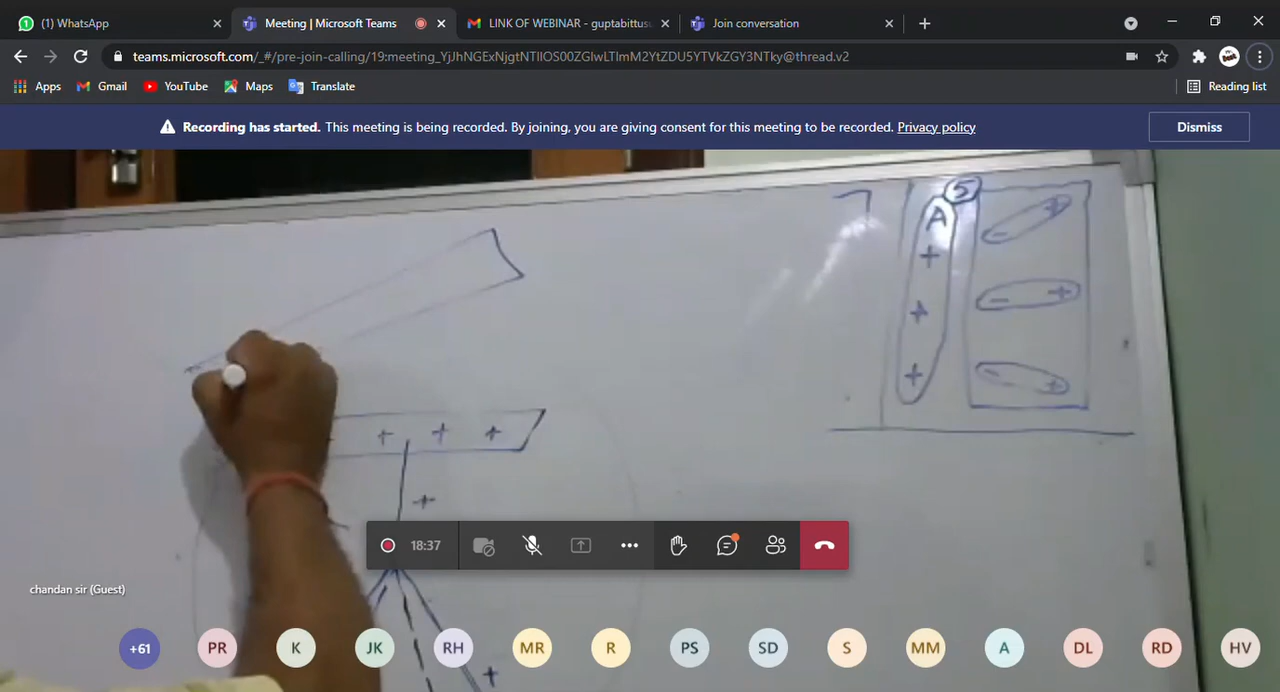 (1) WhatsApp
Meeting | Microsoft Teams
LINK OF WEBINAR - guptabittusu
Join conversation
teams.microsoft.com/_#/pre-join-calling/19:meeting_YjJhNGExNjgtNTllOS00ZGIwLTlmM2YtZDU5YTVkZGY3NTky@thread.v2
Apps
Gmail
YouTube
Maps
Translate
Reading list
Recording has started. This meeting is being recorded. By joining, you are giving consent for this meeting to be recorded. Privacy policy
Dismiss
5
A
+
- +
+
- +
+
- +
+
+ + +
+
18:37
chandan sir (Guest)
+
+61
PR
K
JK
RH
MR
R
PS
SD
S
MM
A
DL
RD
HV